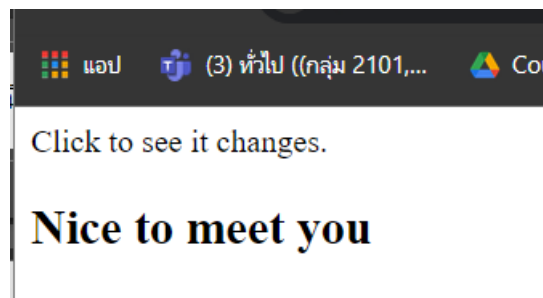 แอป (3) ทั่วไป ((กลุ่ม 2101,... Co
Click to see it changes.
Nice to meet you